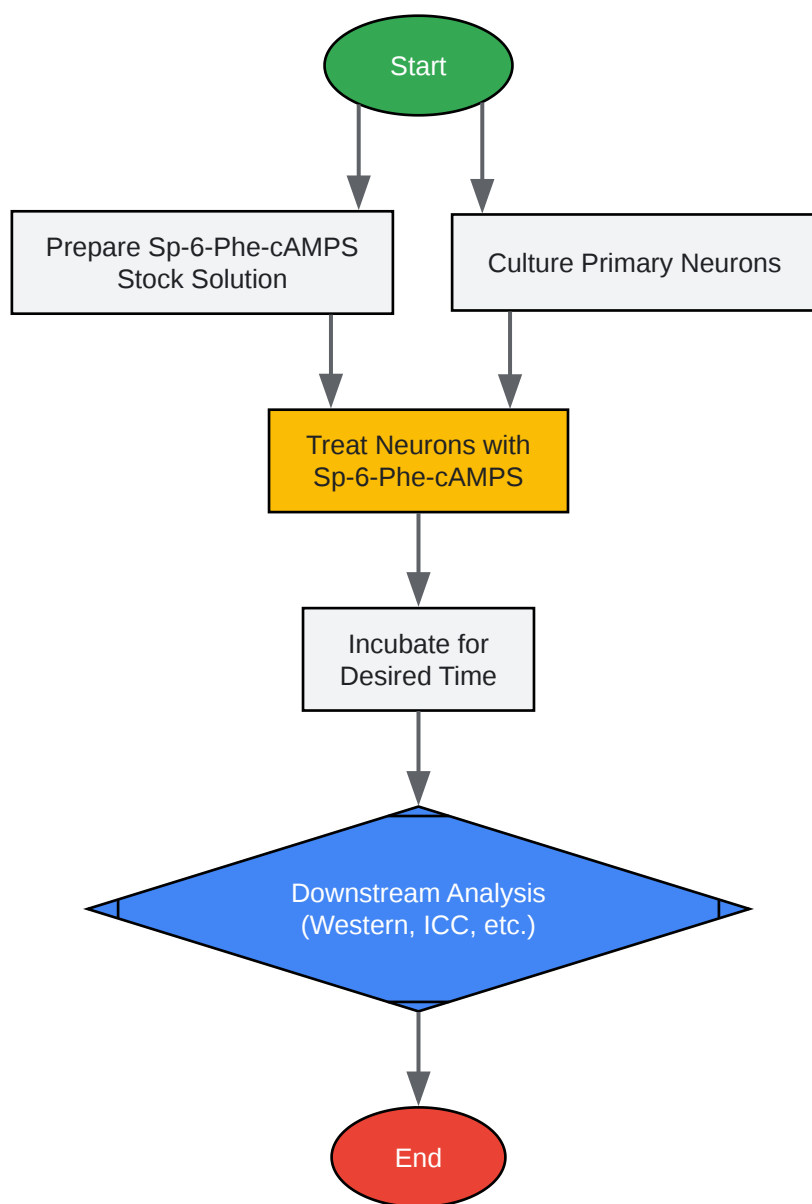 Start
Prepare Sp-6-Phe-cAMPS
Stock Solution
Culture Primary Neurons
Treat Neurons with
Sp-6-Phe-cAMPS
Incubate for
Desired Time
Downstream Analysis
(Western, ICC, etc.)
End